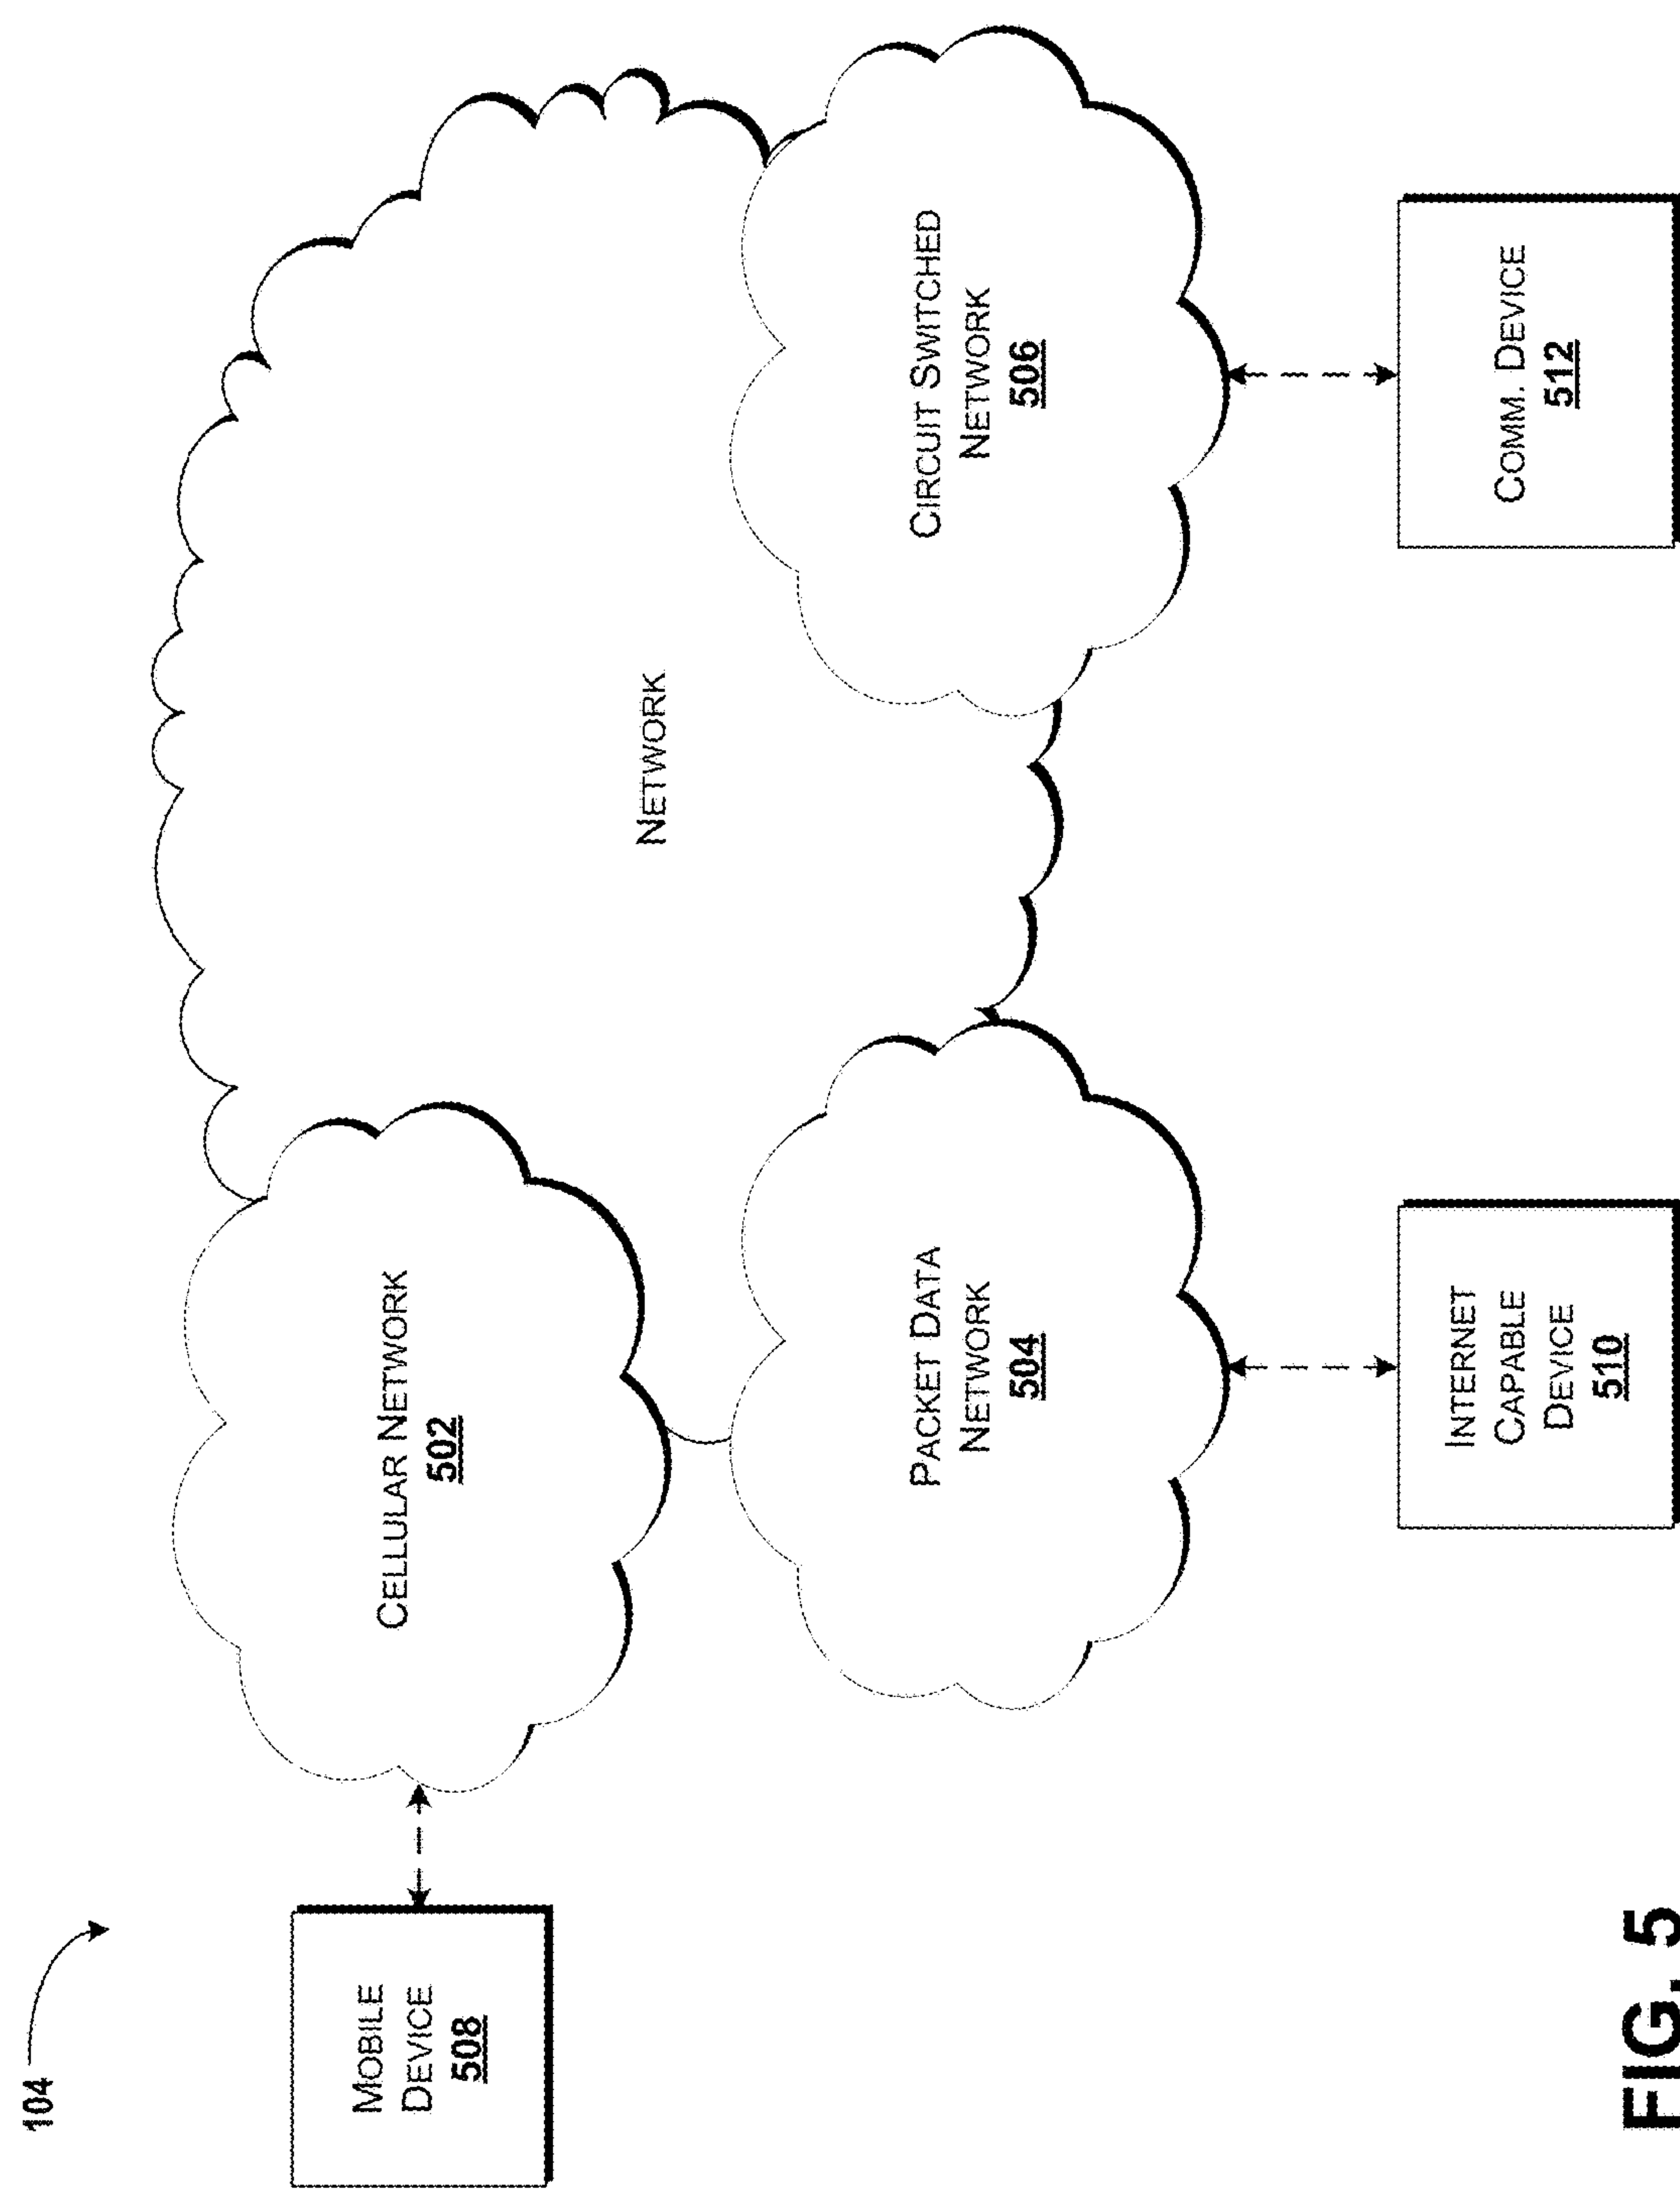 104
MOBILE
DEVICE
508
CELLULAR NETWORK
502
NETWORK
PACKET DATA
NETWORK
504
CIRCUIT SWITCHED
NETWORK
506
INTERNET
CAPABLE
DEVICE
510
COMM. DEVICE
512
FIG. 5